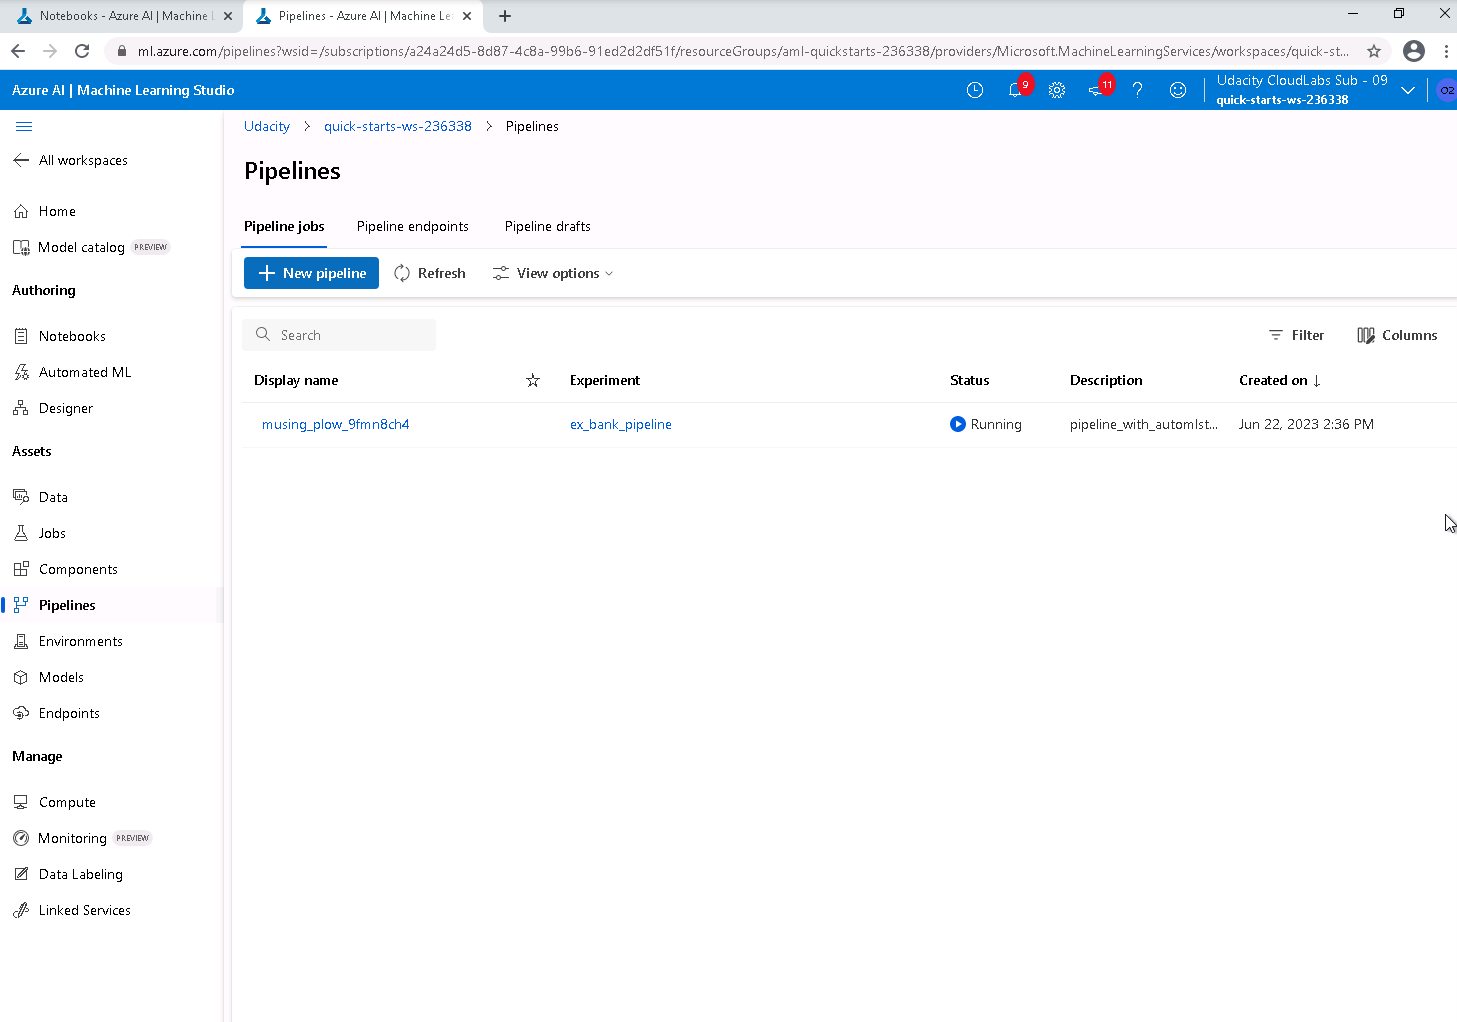 Notebooks - Azure AI | Machine L
Pipelines - Azure AI | Machine Le
ml.azure.com/pipelines?wsid=/subscriptions/a24a24d5-8d87-4c8a-99b6-91ed2d2df51f/resourceGroups/aml-quickstarts-236338/providers/Microsoft.MachineLearningServices/workspaces/quick-st...
Azure AI | Machine Learning Studio
9
11
Udacity CloudLabs Sub - 09
quick-starts-ws-236338
O2
Udacity
quick-starts-ws-236338
Pipelines
All workspaces
Home
Model catalog PREVIEW
Authoring
Notebooks
Automated ML
Designer
Assets
Data
Jobs
Components
Pipelines
Environments
Models
Endpoints
Manage
Compute
Monitoring PREVIEW
Data Labeling
Linked Services
Pipelines
Pipeline jobs Pipeline endpoints Pipeline drafts
New pipeline Refresh View options
Search Filter Columns
Display name Experiment Status Description Created on ↓
musing_plow_9fmn8ch4 ex_bank_pipeline Running pipeline_with_automlst... Jun 22, 2023 2:36 PM